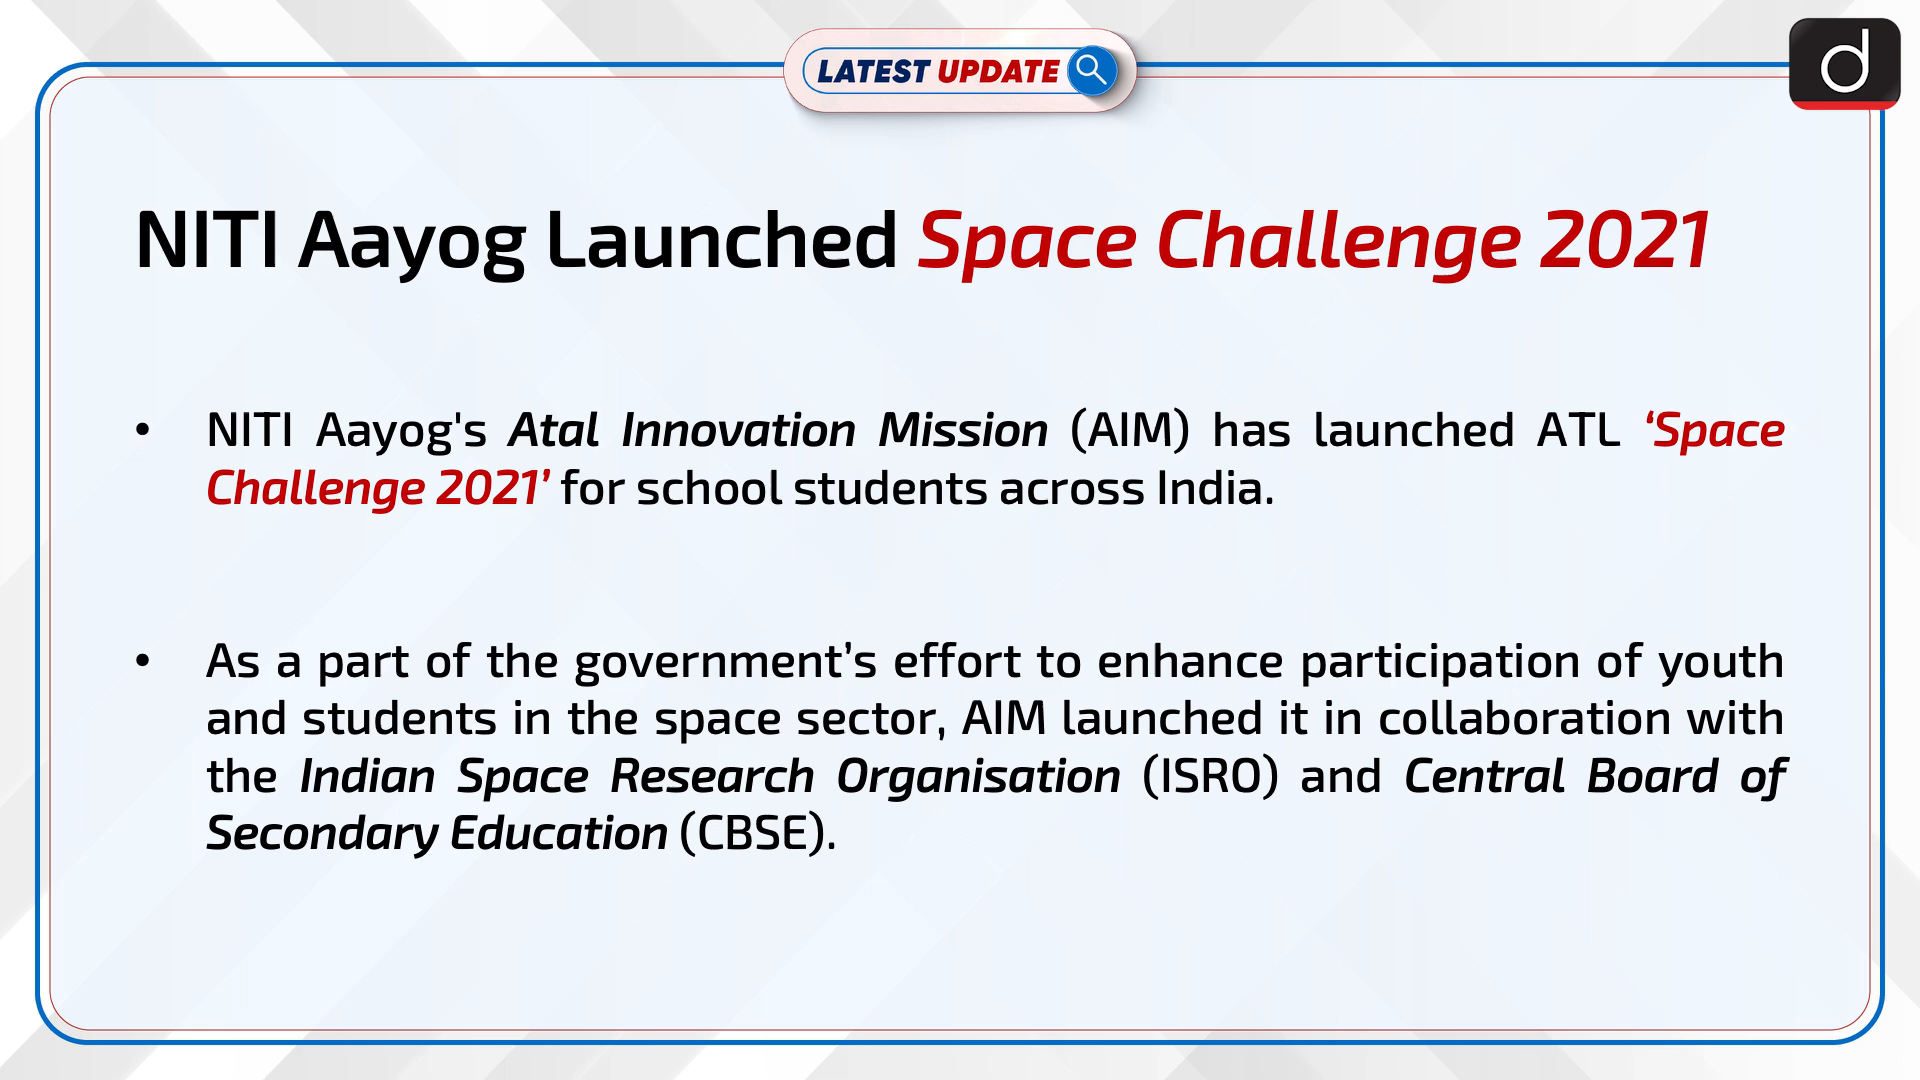 LATEST UPDATE
d
NITI Aayog Launched Space Challenge 2021
• NITI Aayog's Atal Innovation Mission (AIM) has launched ATL ‘Space
Challenge 2021’ for school students across India.
• As a part of the government’s effort to enhance participation of youth
and students in the space sector, AIM launched it in collaboration with
the Indian Space Research Organisation (ISRO) and Central Board of
Secondary Education (CBSE).